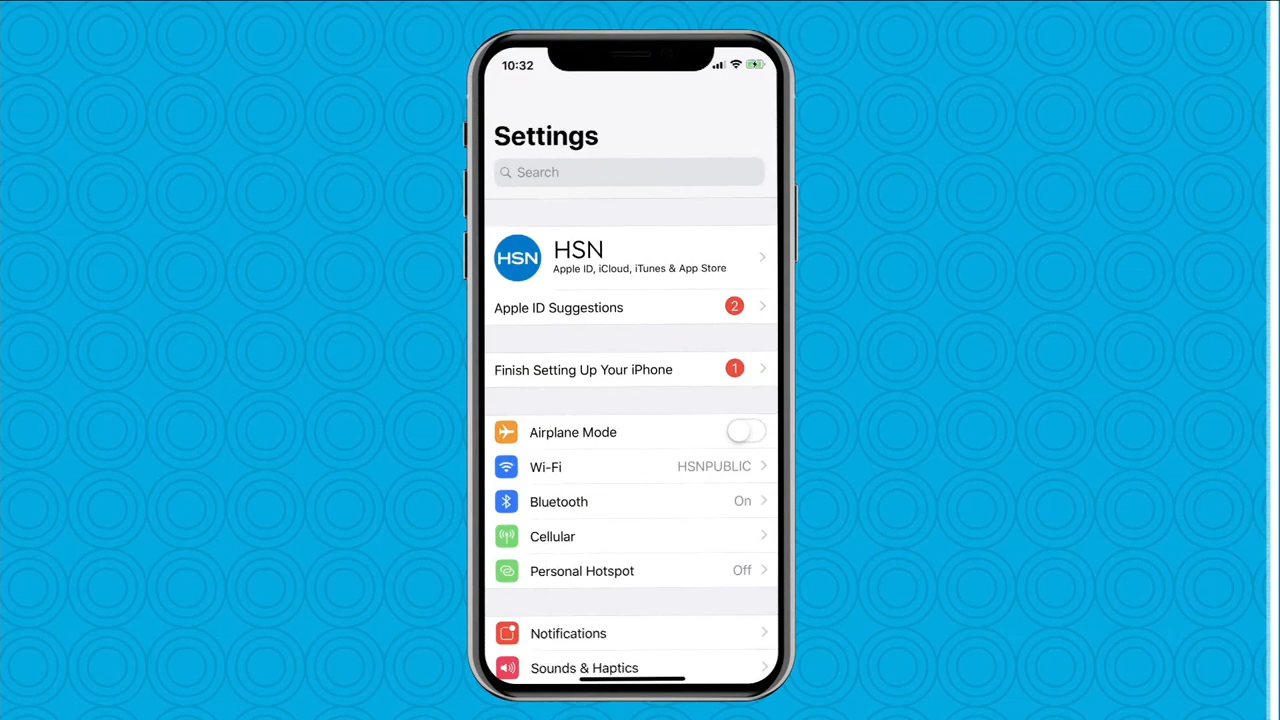 10:32
Settings
Search
HSN
HSN
Apple ID, iCloud, iTunes & App Store
Apple ID Suggestions 2
Finish Setting Up Your iPhone 1
Airplane Mode
Wi-Fi HSNPUBLIC
Bluetooth On
Cellular
Personal Hotspot Off
Notifications
Sounds & Haptics